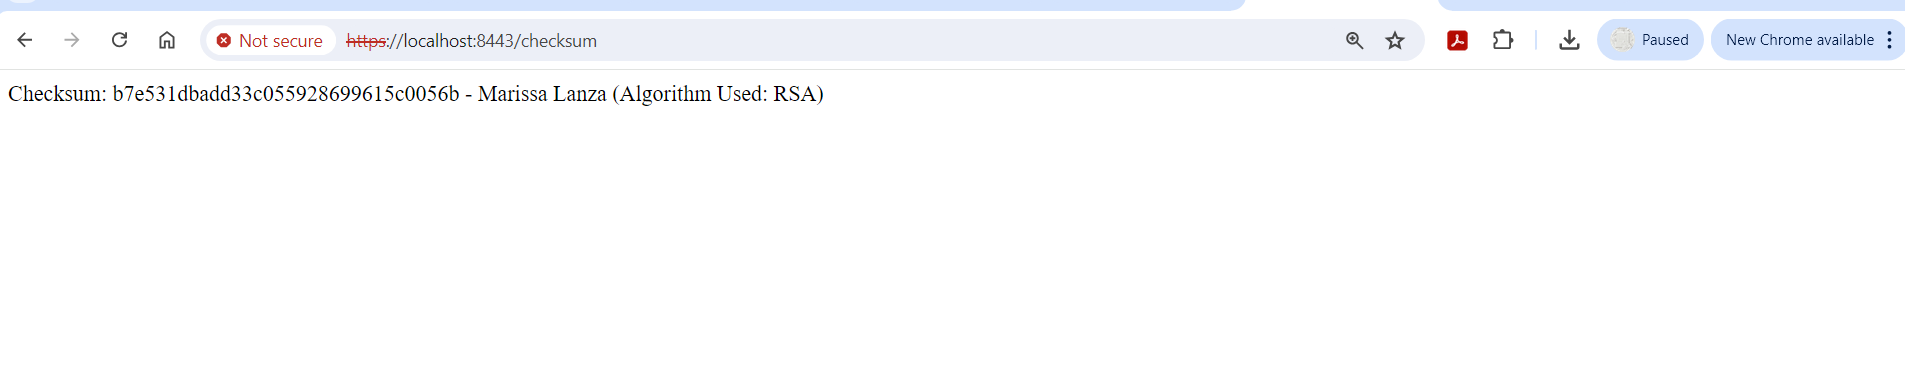 Not secure https://localhost:8443/checksum Paused New Chrome available
Checksum: b7e531dbadd33c055928699615c0056b - Marissa Lanza (Algorithm Used: RSA)